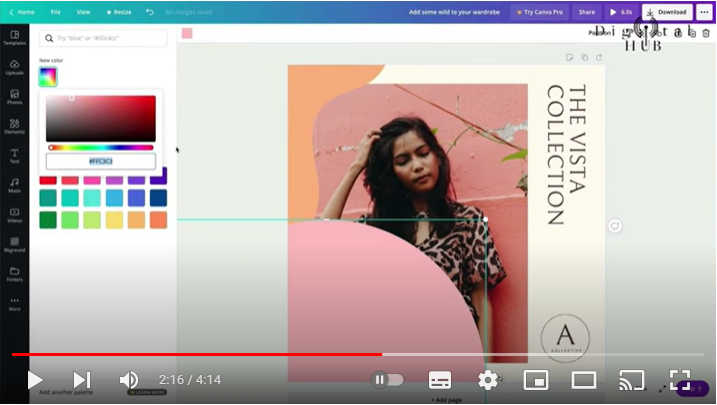 Home
File
View
Resize
All changes saved
Add some wild to your wardrobe
Try Canva Pro
Share
6.0s
Download
Templates
Uploads
Photos
Elements
Text
Music
Videos
Bkground
Folders
More
Try "blue" or "#00c4cc"
New color
#FFC3C3
Add another palette
Digital
HUB
THE VISTA
COLLECTION
A
COLLECTIVE
+ Add page
2:16 / 4:14